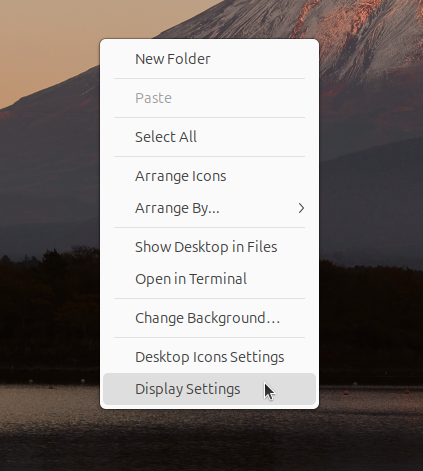 New Folder
Paste
Select All
Arrange Icons
Arrange By...
Show Desktop in Files
Open in Terminal
Change Background…
Desktop Icons Settings
Display Settings